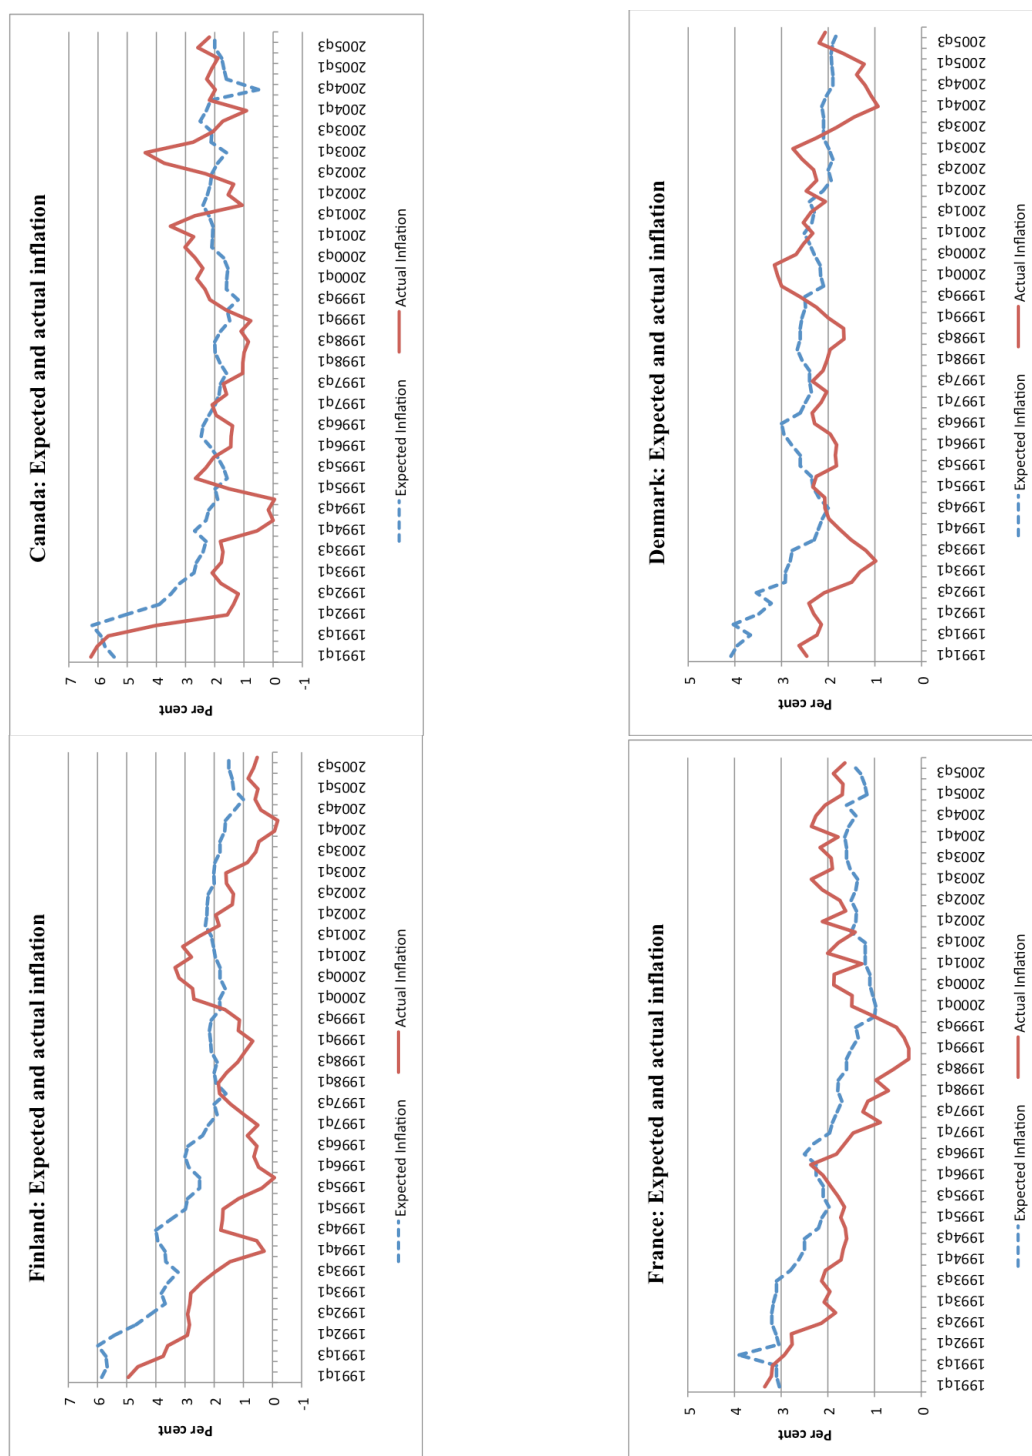 Finland: Expected and actual inflation
Per cent
7
6
5
4
3
2
1
0
-1
1991q1 1991q3 1992q1 1992q3 1993q1 1993q3 1994q1 1994q3 1995q1 1995q3 1996q1 1996q3 1997q1 1997q3 1998q1 1998q3 1999q1 1999q3 2000q1 2000q3 2001q1 2001q3 2002q1 2002q3 2003q1 2003q3 2004q1 2004q3 2005q1 2005q3
Expected Inflation Actual Inflation
Canada: Expected and actual inflation
Per cent
7
6
5
4
3
2
1
0
-1
1991q1 1991q3 1992q1 1992q3 1993q1 1993q3 1994q1 1994q3 1995q1 1995q3 1996q1 1996q3 1997q1 1997q3 1998q1 1998q3 1999q1 1999q3 2000q1 2000q3 2001q1 2001q3 2002q1 2002q3 2003q1 2003q3 2004q1 2004q3 2005q1 2005q3
Expected Inflation Actual Inflation
France: Expected and actual inflation
Per cent
5
4
3
2
1
0
1991q1 1991q3 1992q1 1992q3 1993q1 1993q3 1994q1 1994q3 1995q1 1995q3 1996q1 1996q3 1997q1 1997q3 1998q1 1998q3 1999q1 1999q3 2000q1 2000q3 2001q1 2001q3 2002q1 2002q3 2003q1 2003q3 2004q1 2004q3 2005q1 2005q3
Expected Inflation Actual Inflation
Denmark: Expected and actual inflation
Per cent
5
4
3
2
1
0
1991q1 1991q3 1992q1 1992q3 1993q1 1993q3 1994q1 1994q3 1995q1 1995q3 1996q1 1996q3 1997q1 1997q3 1998q1 1998q3 1999q1 1999q3 2000q1 2000q3 2001q1 2001q3 2002q1 2002q3 2003q1 2003q3 2004q1 2004q3 2005q1 2005q3
Expected Inflation Actual Inflation